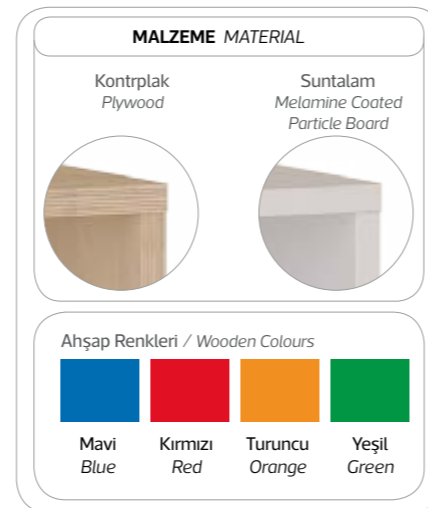 MALZEME MATERIAL
Kontrplak
Plywood
Suntalam
Melamine Coated
Particle Board
Ahşap Renkleri / Wooden Colours
Mavi
Blue
Kırmızı
Red
Turuncu
Orange
Yeşil
Green